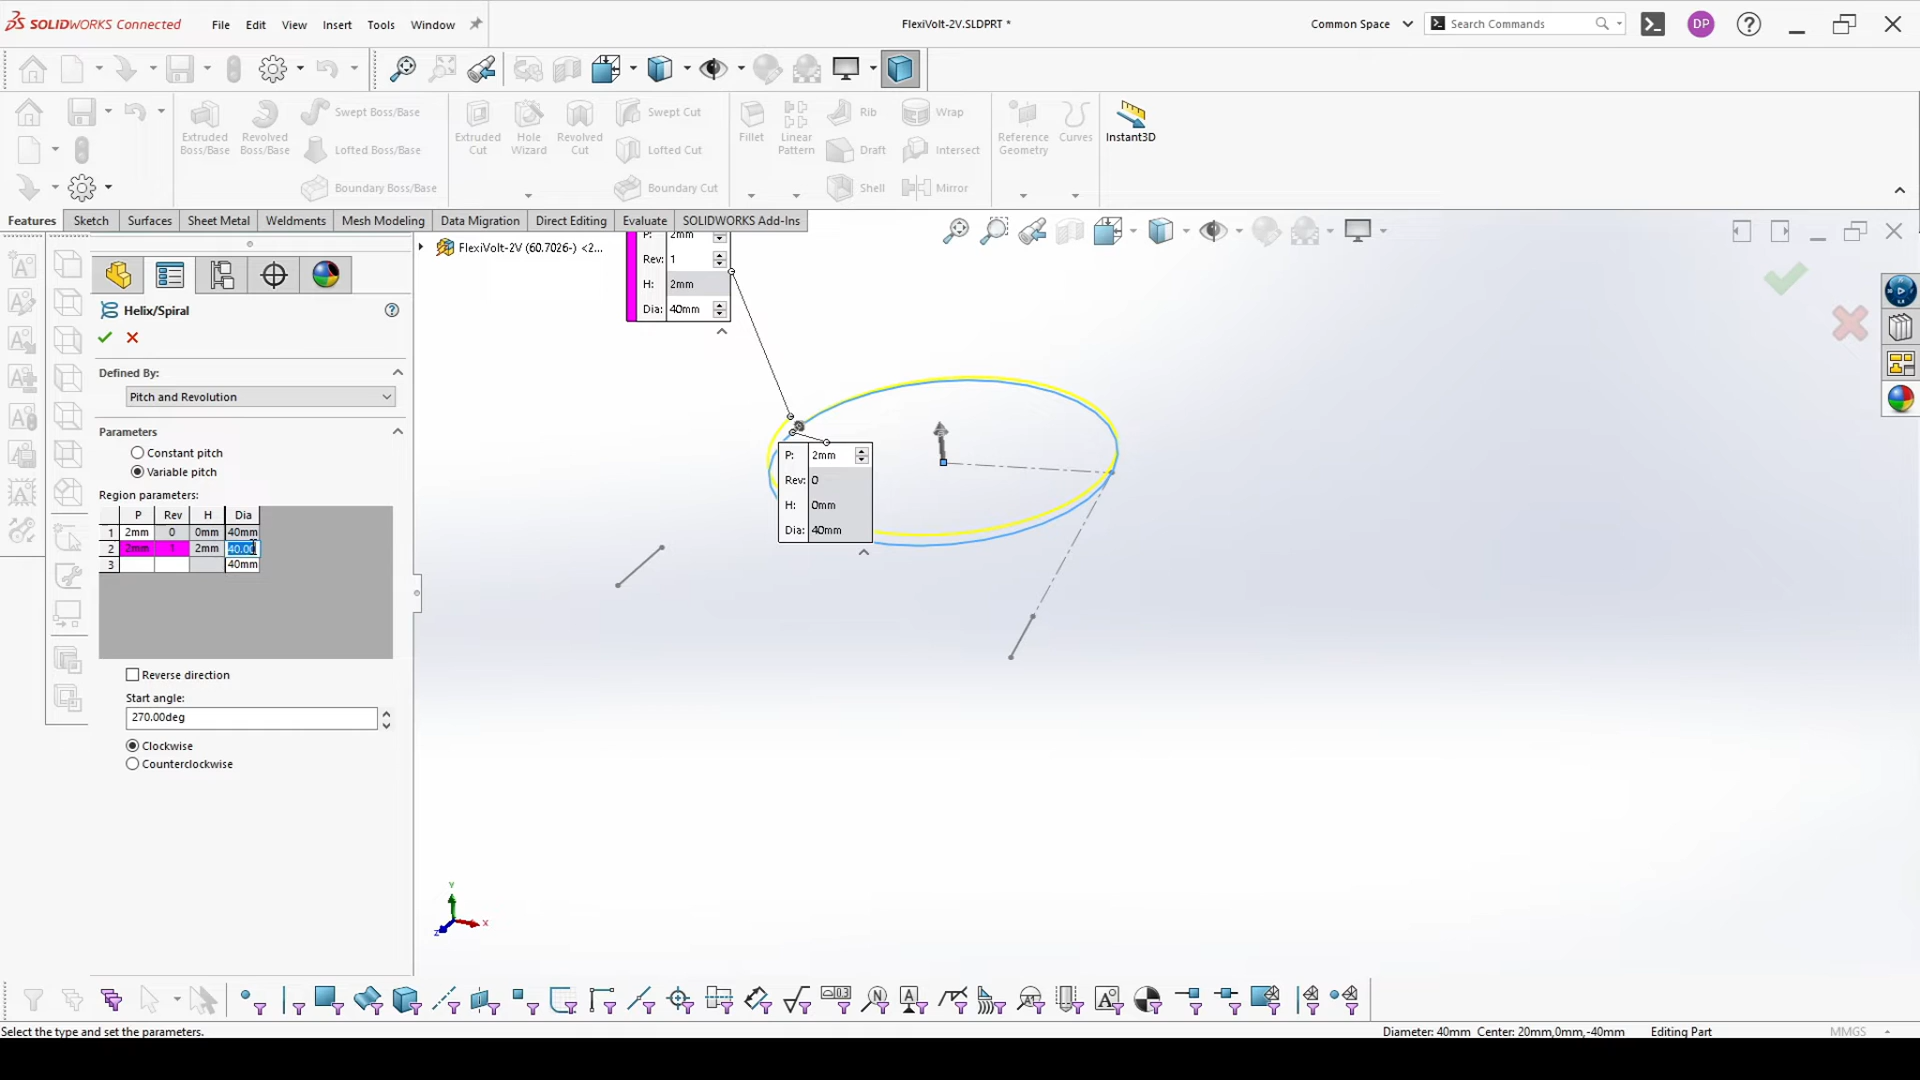 SOLIDWORKS Connected
File Edit View Insert Tools Window
FlexiVolt-2V.SLDPRT *
Common Space
Search Commands
DP
Extruded Boss/Base
Revolved Boss/Base
Swept Boss/Base
Lofted Boss/Base
Boundary Boss/Base
Extruded Cut
Hole Wizard
Revolved Cut
Swept Cut
Lofted Cut
Boundary Cut
Fillet
Linear Pattern
Rib
Draft
Shell
Wrap
Intersect
Mirror
Reference Geometry
Curves
Instant3D
Features Sketch Surfaces Sheet Metal Weldments Mesh Modeling Data Migration Direct Editing Evaluate SOLIDWORKS Add-Ins
FlexiVolt-2V (60.7026-) <2...
Helix/Spiral
Defined By:
Pitch and Revolution
Parameters
Constant pitch
Variable pitch
Region parameters:
P Rev H Dia
1 2mm 0 0mm 40mm
2 2mm 1 2mm 40.00
3 40mm
Reverse direction
Start angle:
270.00deg
Clockwise
Counterclockwise
P: 2mm
Rev: 1
H: 2mm
Dia: 40mm
P: 2mm
Rev: 0
H: 0mm
Dia: 40mm
Y
X
Z
Select the type and set the parameters.
Diameter: 40mm Center: 20mm,0mm,-40mm
Editing Part
MMGS